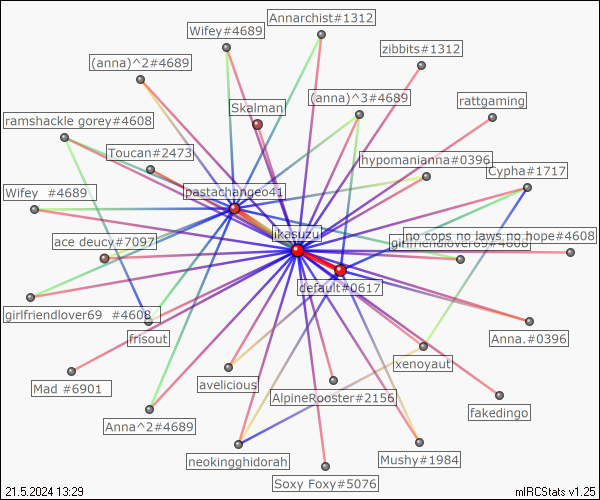 Annarchist#1312
Wifey#4689
zibbits#1312
(anna)^2#4689
(anna)^3#4689
rattgaming
Skalman
ramshackle gorey#4608
Toucan#2473
hypomanianna#0396
Cypha#1717
pastachange41
Wifey #4689
ikasuzu
no cops no laws no hope#4608
ace deucy#7097
girlfriendlover69#4608
default#0617
girlfriendlover69 #4608
frisout
Anna.#0396
xenoyaut
Mad #6901
avelicious
AlpineRooster#2156
fakedingo
Anna^2#4689
neokingghidorah
Mushy#1984
Soxy Foxy#5076
21.5.2024 13:29
mIRCStats v1.25